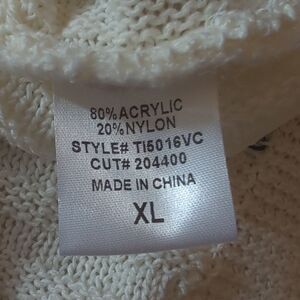 80% ACRYLIC
20% NYLON
STYLE# TI5016VC
CUT# 204400
MADE IN CHINA
XL